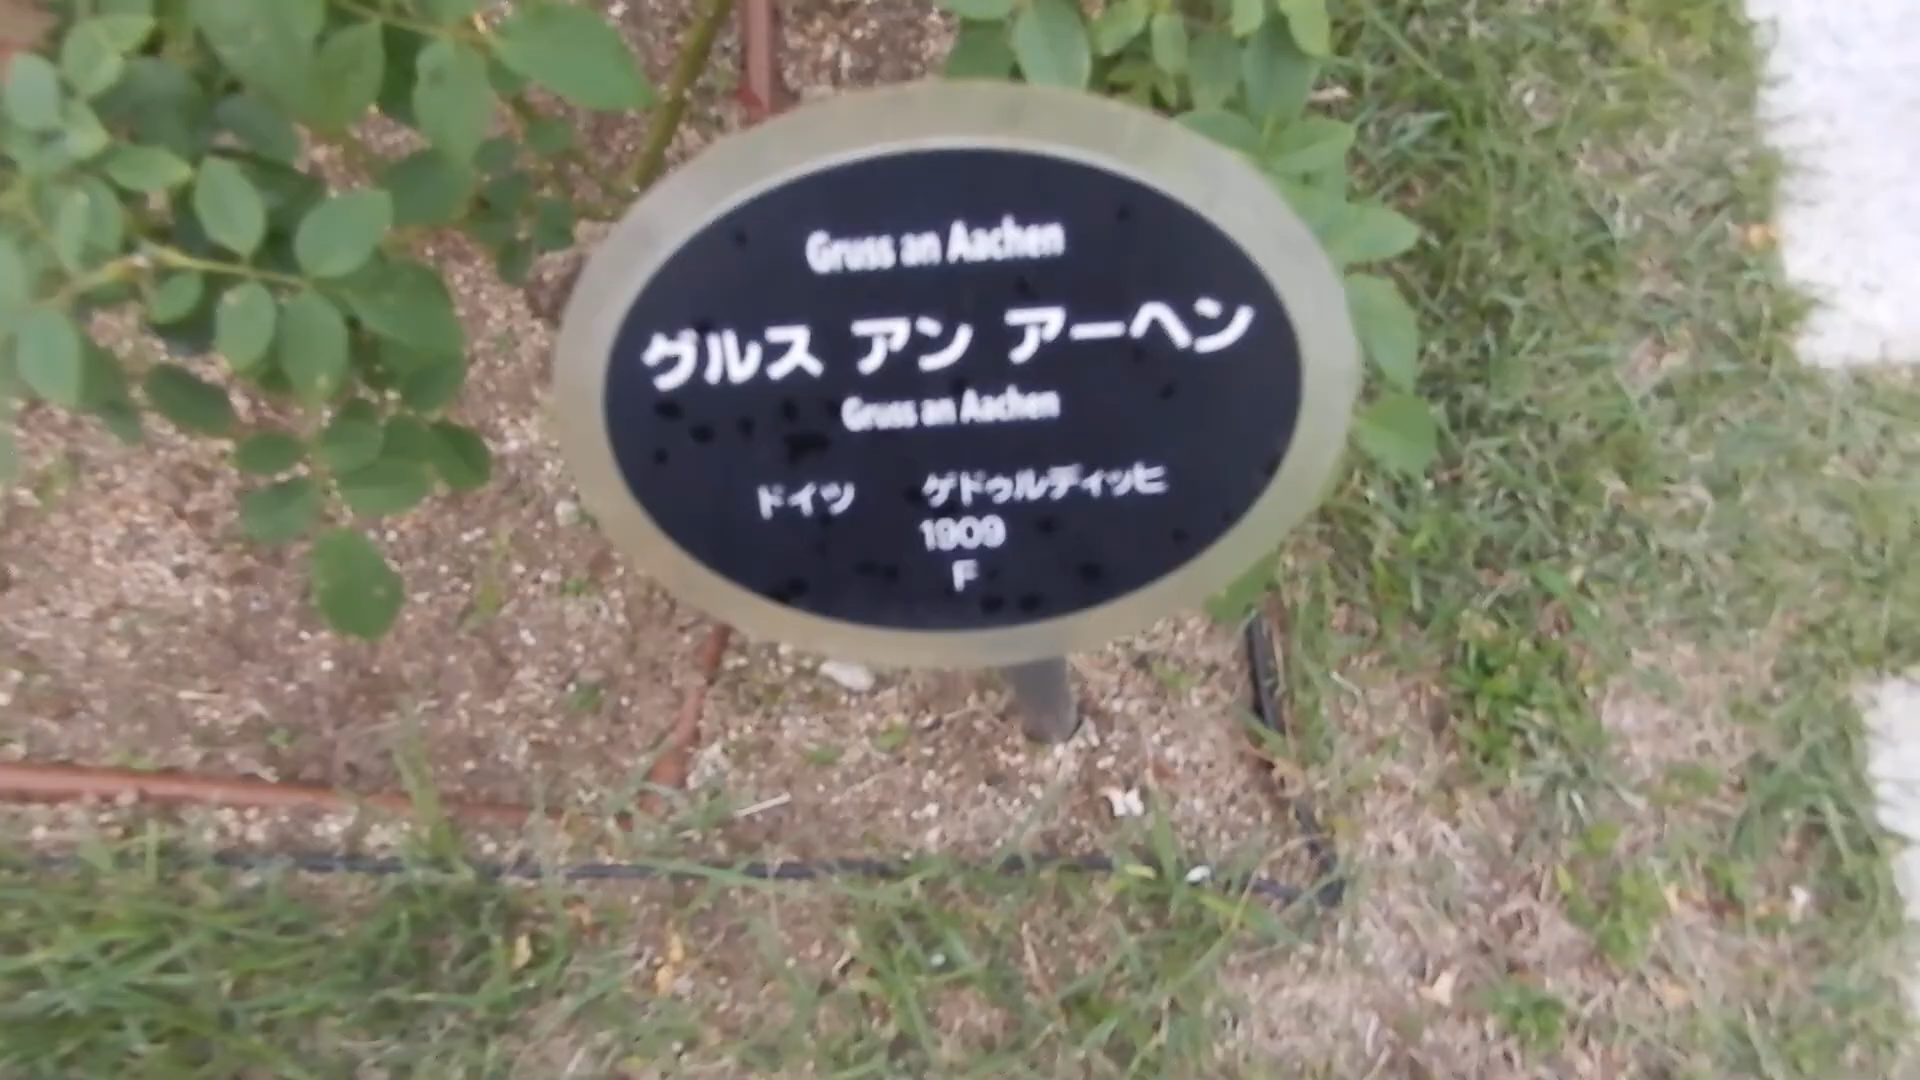 Gruss an Aachen
グルス アン アーヘン
Gruss an Aachen
ドイツ ゲドゥルディッヒ
1909
F